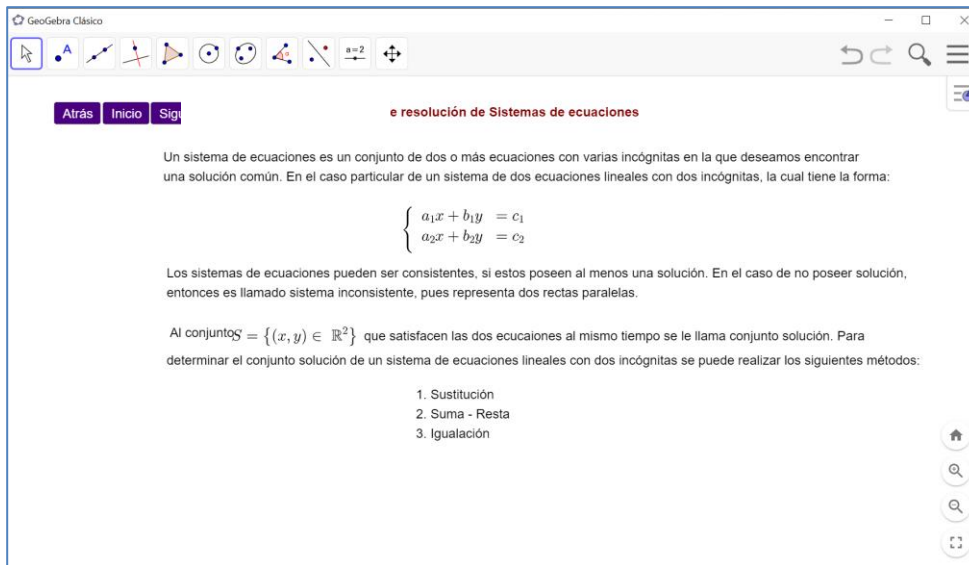 GeoGebra Clásico
A
a=2
Atrás Inicio Sigu
e resolución de Sistemas de ecuaciones
Un sistema de ecuaciones es un conjunto de dos o más ecuaciones con varias incógnitas en la que deseamos encontrar
una solución común. En el caso particular de un sistema de dos ecuaciones lineales con dos incógnitas, la cual tiene la forma:
a₁x + b₁y = c₁
a₂x + b₂y = c₂
Los sistemas de ecuaciones pueden ser consistentes, si estos poseen al menos una solución. En el caso de no poseer solución,
entonces es llamado sistema inconsistente, pues representa dos rectas paralelas.
Al conjunto S = {(x, y) ∈ ℝ²} que satisfacen las dos ecucaiones al mismo tiempo se le llama conjunto solución. Para
determinar el conjunto solución de un sistema de ecuaciones lineales con dos incógnitas se puede realizar los siguientes métodos:
1. Sustitución
2. Suma - Resta
3. Igualación